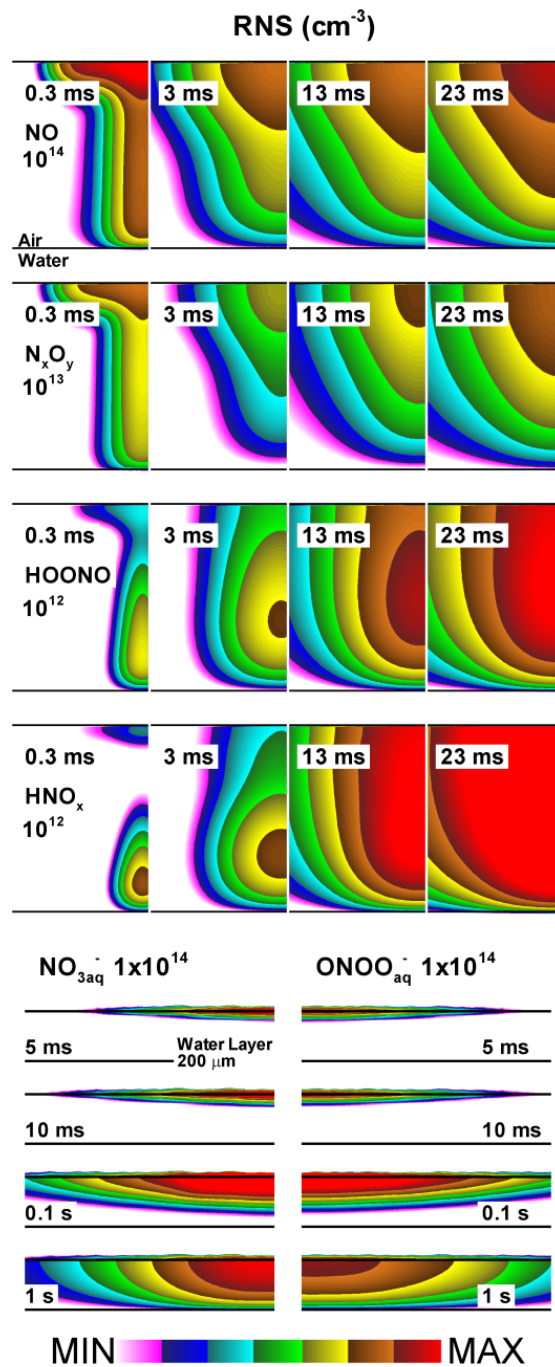 RNS (cm⁻³)
0.3 ms 3 ms 13 ms 23 ms
NO
10¹⁴
Air
Water
0.3 ms 3 ms 13 ms 23 ms
NₓOᵧ
10¹³
0.3 ms 3 ms 13 ms 23 ms
HOONO
10¹²
0.3 ms 3 ms 13 ms 23 ms
HNOₓ
10¹²
NO₃aq⁻ 1x10¹⁴ ONOOaq⁻ 1x10¹⁴
5 ms Water Layer 5 ms
200 μm
10 ms 10 ms
0.1 s 0.1 s
1 s 1 s
MIN MAX